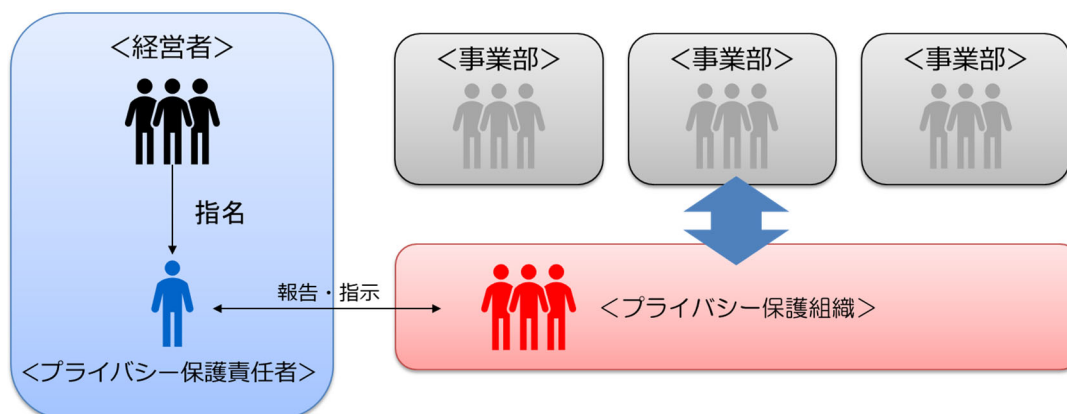 ＜経営者＞
指名
＜プライバシー保護責任者＞
報告・指示
＜事業部＞
＜事業部＞
＜事業部＞
＜プライバシー保護組織＞